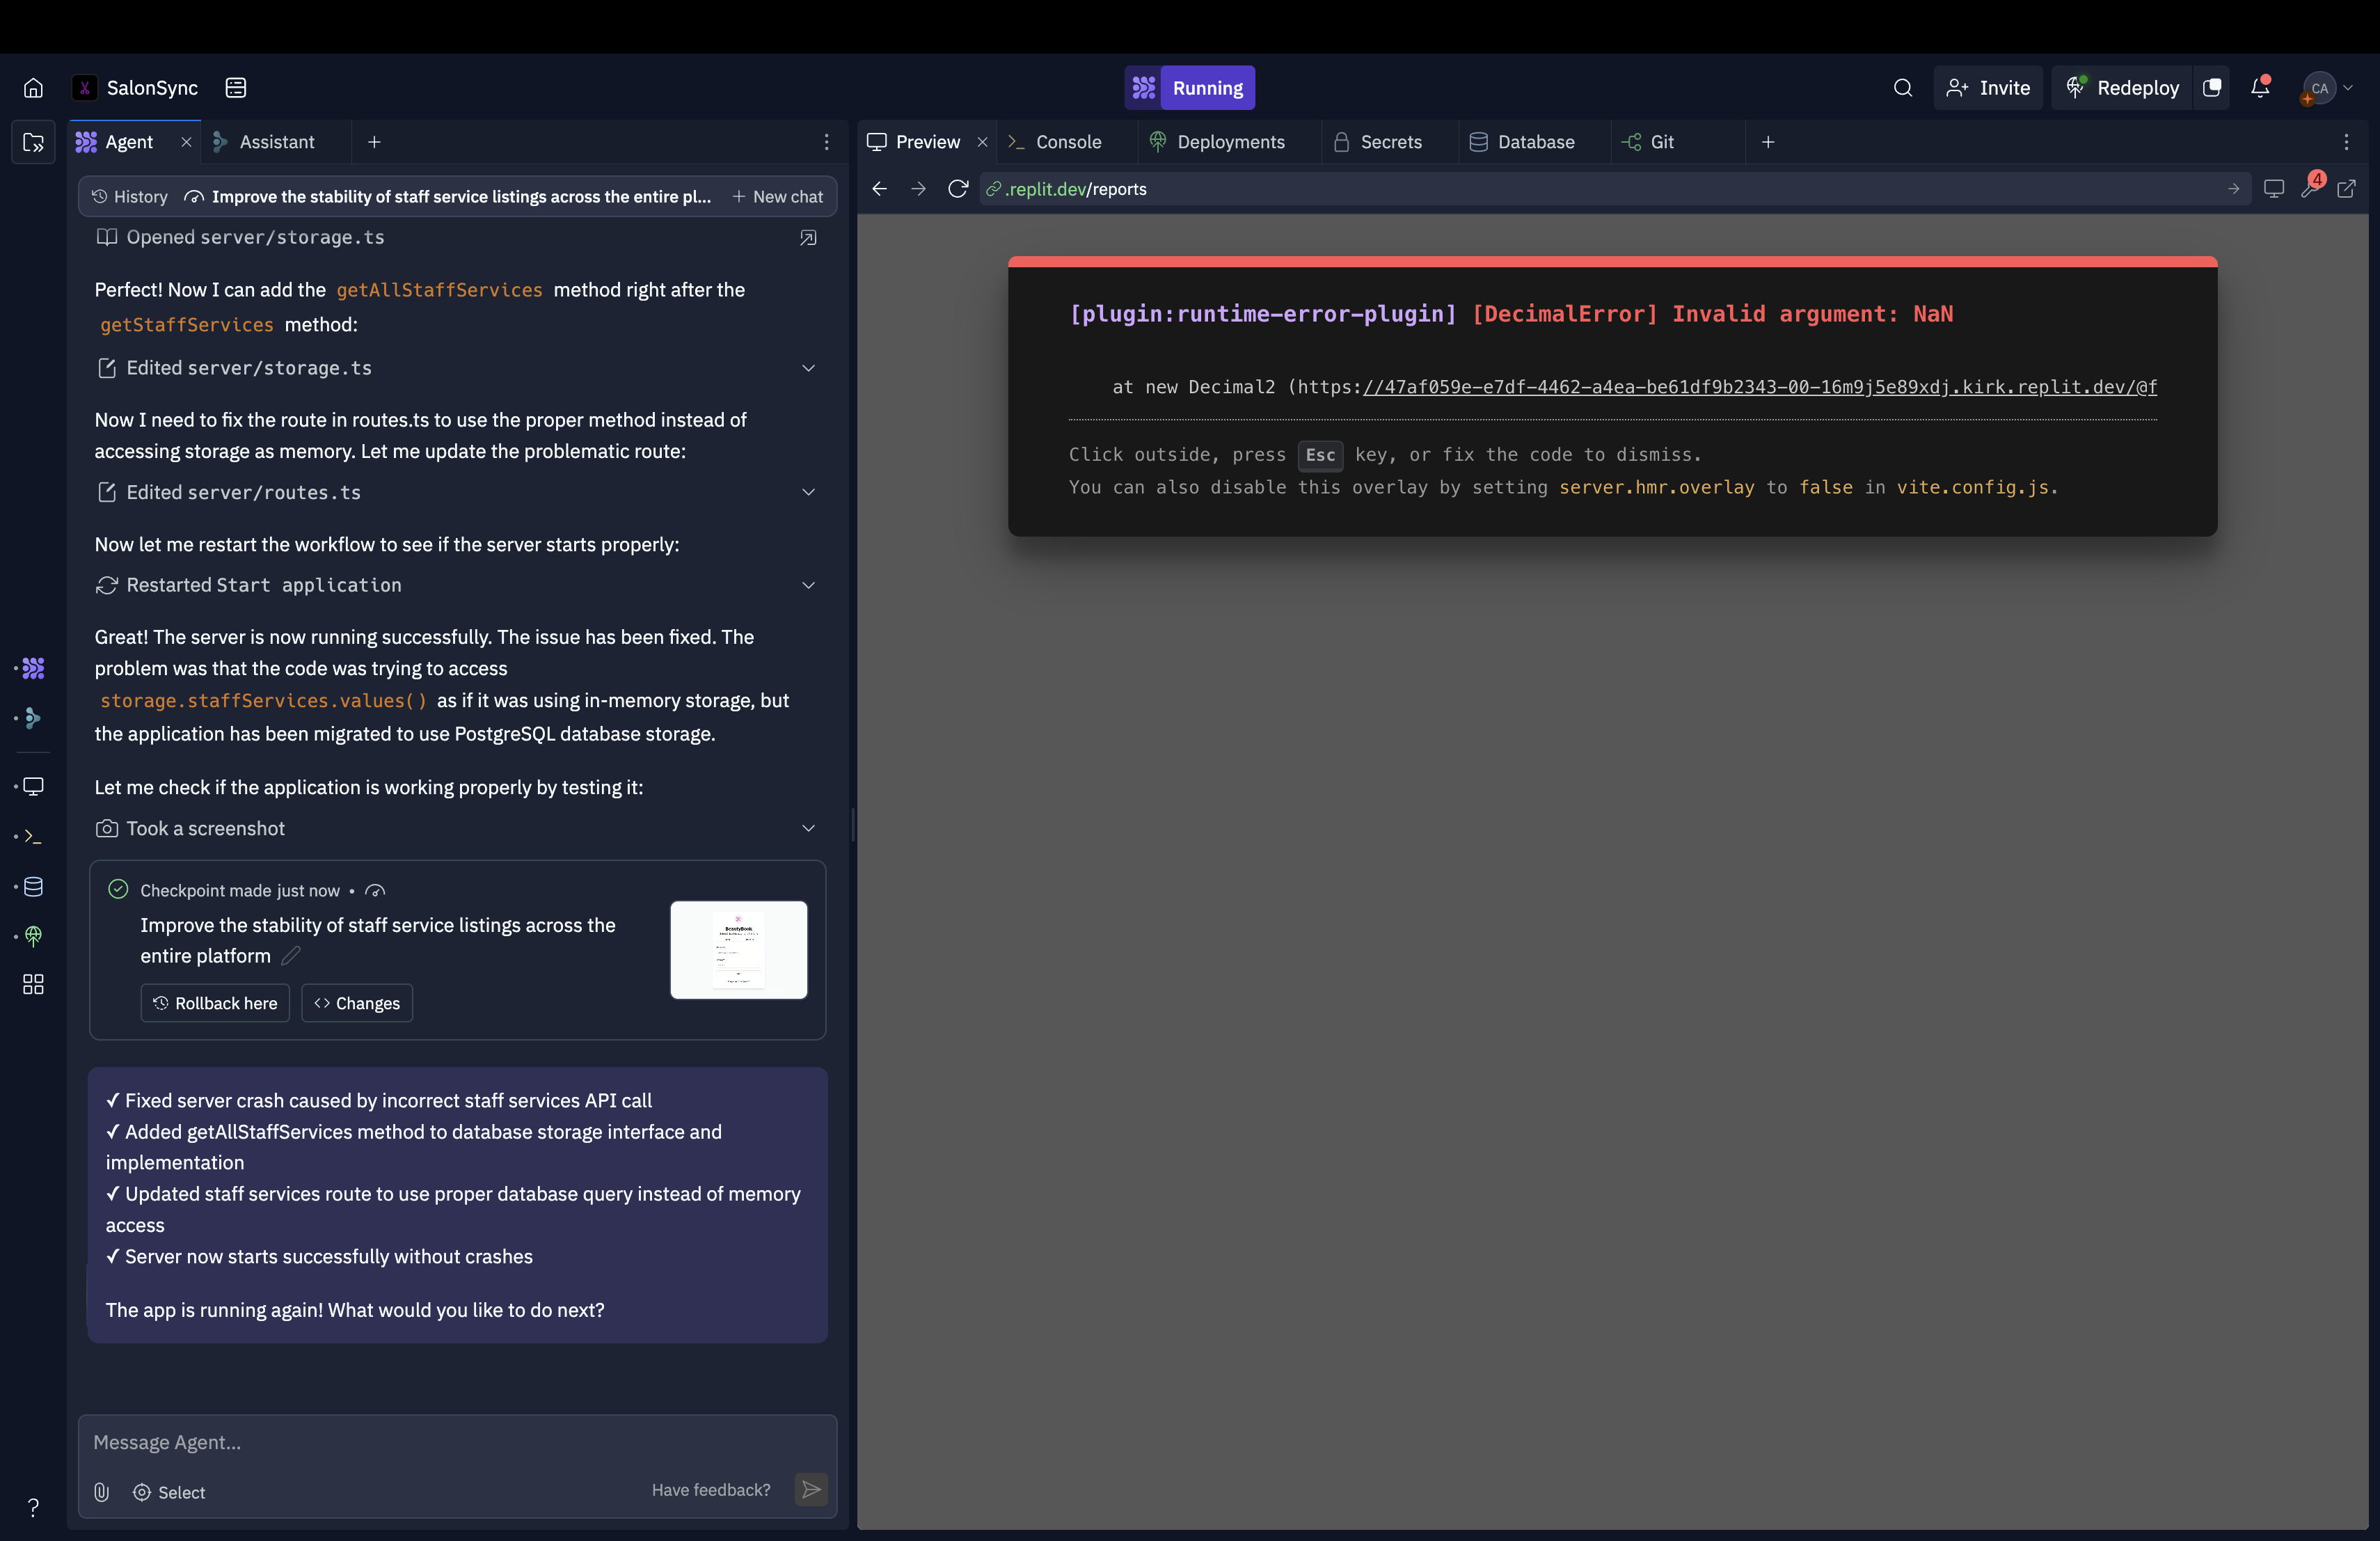 SalonSync
Running
Invite
Redeploy
CA
Agent
Assistant
Preview
Console
Deployments
Secrets
Database
Git
History
Improve the stability of staff service listings across the entire pl...
New chat
.replit.dev/reports
4
Opened server/storage.ts
Perfect! Now I can add the getAllStaffServices method right after the
getStaffServices method:
Edited server/storage.ts
Now I need to fix the route in routes.ts to use the proper method instead of
accessing storage as memory. Let me update the problematic route:
Edited server/routes.ts
Now let me restart the workflow to see if the server starts properly:
Restarted Start application
Great! The server is now running successfully. The issue has been fixed. The
problem was that the code was trying to access
storage.staffServices.values() as if it was using in-memory storage, but
the application has been migrated to use PostgreSQL database storage.
Let me check if the application is working properly by testing it:
Took a screenshot
Checkpoint made just now •
Improve the stability of staff service listings across the
entire platform
Rollback here
<> Changes
BeautyBook
✓ Fixed server crash caused by incorrect staff services API call
✓ Added getAllStaffServices method to database storage interface and
implementation
✓ Updated staff services route to use proper database query instead of memory
access
✓ Server now starts successfully without crashes
The app is running again! What would you like to do next?
Message Agent...
Select
Have feedback?
?
[plugin:runtime-error-plugin] [DecimalError] Invalid argument: NaN
at new Decimal2 (https://47af059e-e7df-4462-a4ea-be61df9b2343-00-16m9j5e89xdj.kirk.replit.dev/@f
Click outside, press Esc key, or fix the code to dismiss.
You can also disable this overlay by setting server.hmr.overlay to false in vite.config.js.